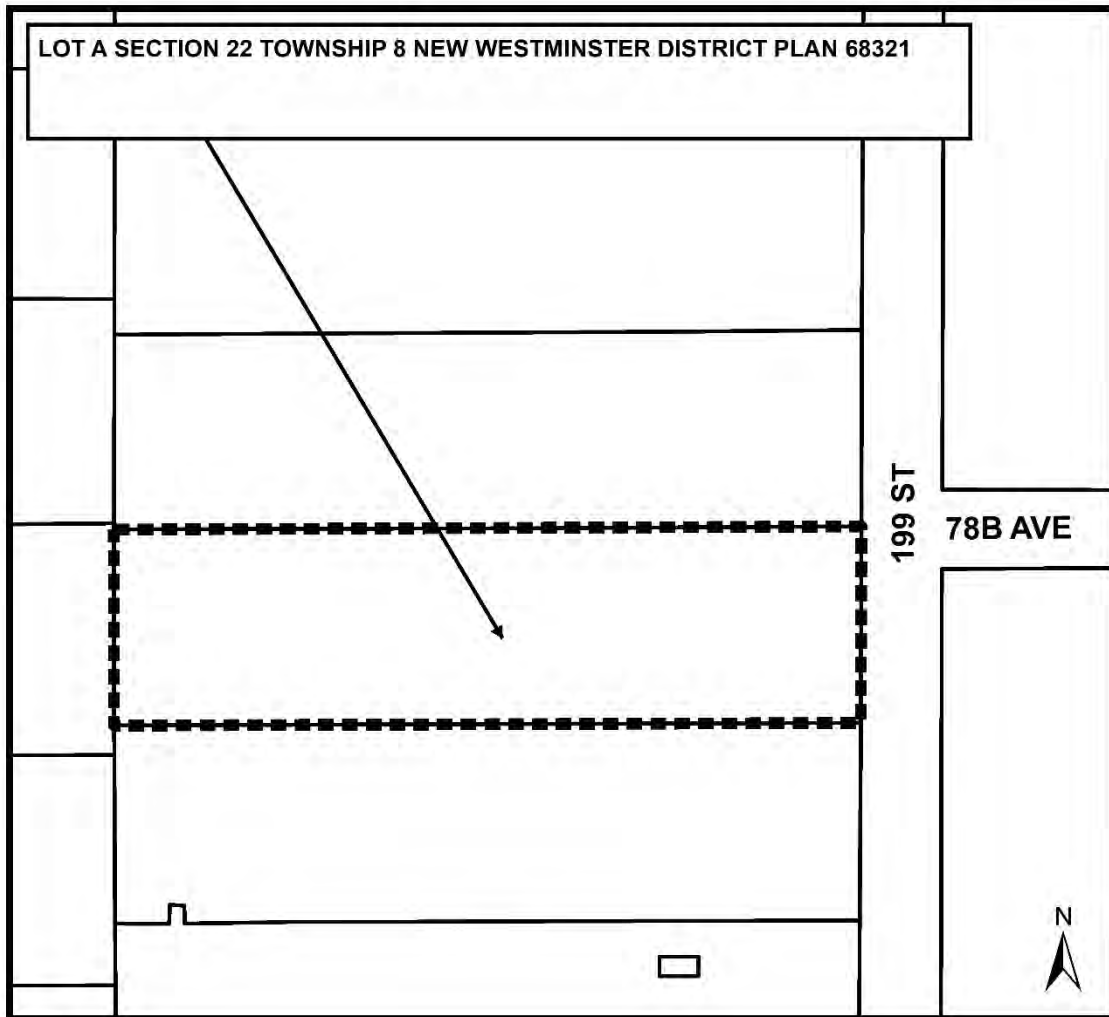 LOT A SECTION 22 TOWNSHIP 8 NEW WESTMINSTER DISTRICT PLAN 68321
199 ST
78B AVE
N